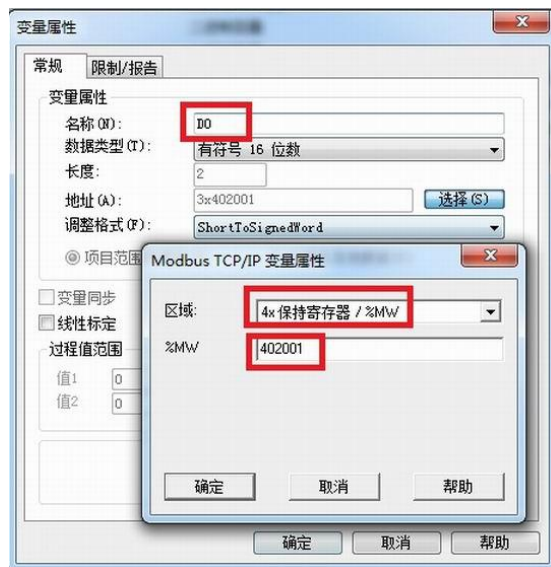 变量属性
常规 限制/报告
变量属性
名称(N): DO
数据类型(T): 有符号 16 位数
长度: 2
地址(A): 3x402001 选择(S)
调整格式(F): ShortToSignedWord
项目范围
Modbus TCP/IP 变量属性
变量同步
线性标定
区域: 4x 保持寄存器 / %MW
过程值范围
%MW 402001
值1 0
值2 0
确定 取消 帮助
确定 取消 帮助